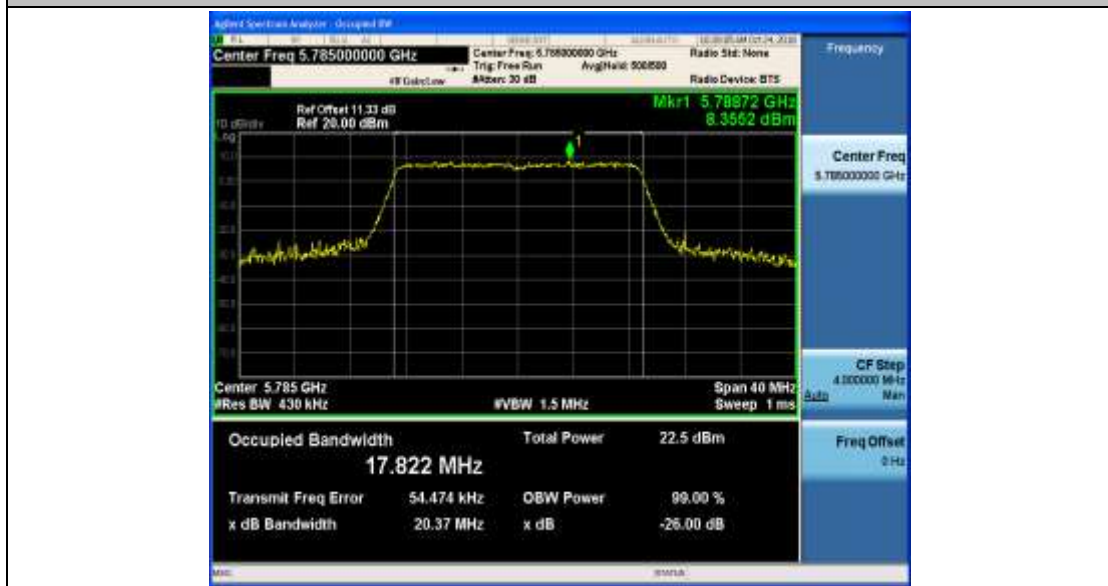 Agilent Spectrum Analyzer - Occupied BW
Center Freq 5.785000000 GHz
Center Freq: 5.785000000 GHz
Radio Std: None
Trig: Free Run
Avg|Hold: 500/500
#IFGain:Low
#Atten: 30 dB
Radio Device: BTS
Frequency
Ref Offset 11.33 dB
Mkr1 5.78872 GHz
10 dB/div
Ref 20.00 dBm
8.3552 dBm
Log
1
Center Freq
5.785000000 GHz
Center 5.785 GHz
Span 40 MHz
#Res BW 430 kHz
#VBW 1.5 MHz
Sweep 1 ms
CF Step
4.000000 MHz
Auto
Man
Occupied Bandwidth
Total Power
22.5 dBm
17.822 MHz
Freq Offset
0 Hz
Transmit Freq Error
54.474 kHz
OBW Power
99.00 %
x dB Bandwidth
20.37 MHz
x dB
-26.00 dB
MSG
STATUS